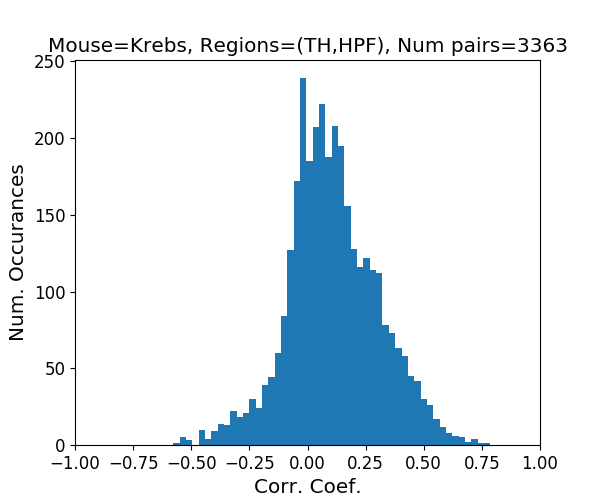 Mouse=Krebs, Regions=(TH,HPF), Num pairs=3363
250
200
150
100
50
0
Num. Occurances
−1.00 −0.75 −0.50 −0.25 0.00 0.25 0.50 0.75 1.00
Corr. Coef.